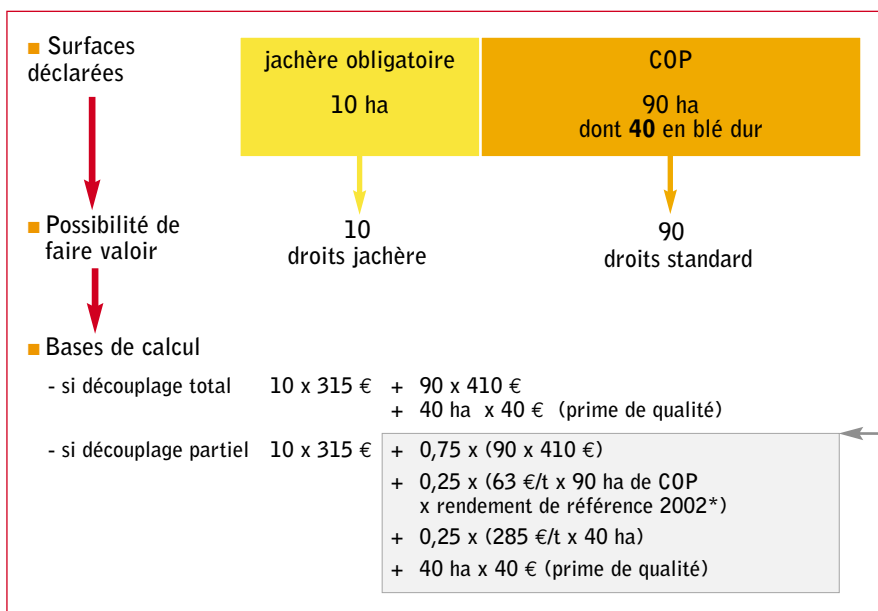 ■ Surfaces
déclarées
jachère obligatoire
10 ha
COP
90 ha
dont 40 en blé dur
■ Possibilité de
faire valoir
10
droits jachère
90
droits standard
■ Bases de calcul
- si découplage total 10 x 315 € + 90 x 410 €
+ 40 ha x 40 € (prime de qualité)
- si découplage partiel 10 x 315 € + 0,75 x (90 x 410 €)
+ 0,25 x (63 €/t x 90 ha de COP
x rendement de référence 2002*)
+ 0,25 x (285 €/t x 40 ha)
+ 40 ha x 40 € (prime de qualité)